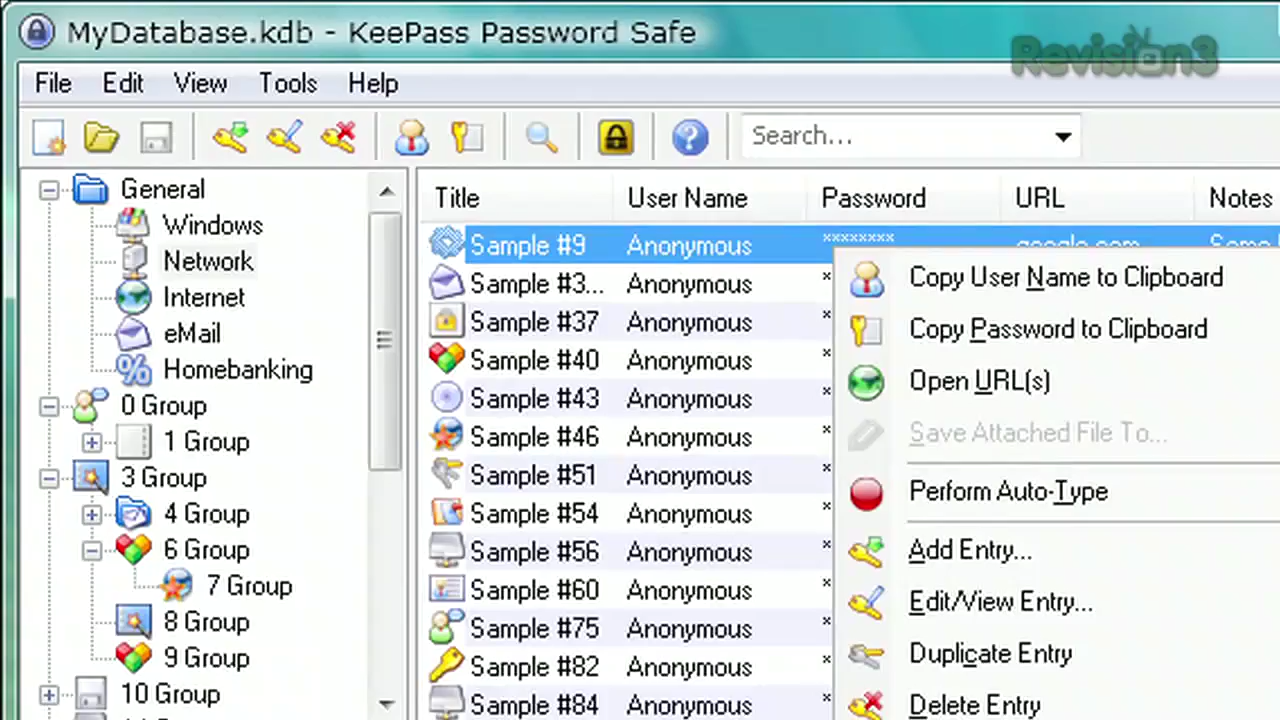 MyDatabase.kdb - KeePass Password Safe
Revision3
File Edit View Tools Help
Search...
General
Windows
Network
Internet
eMail
Homebanking
0 Group
1 Group
3 Group
4 Group
6 Group
7 Group
8 Group
9 Group
10 Group
Title User Name Password URL Notes
Sample #9 Anonymous ******** google.com
Sample #3... Anonymous *
Sample #37 Anonymous *
Sample #40 Anonymous *
Sample #43 Anonymous *
Sample #46 Anonymous *
Sample #51 Anonymous *
Sample #54 Anonymous *
Sample #56 Anonymous *
Sample #60 Anonymous *
Sample #75 Anonymous *
Sample #82 Anonymous *
Sample #84 Anonymous *
Copy User Name to Clipboard
Copy Password to Clipboard
Open URL(s)
Save Attached File To...
Perform Auto-Type
Add Entry...
Edit/View Entry...
Duplicate Entry
Delete Entry